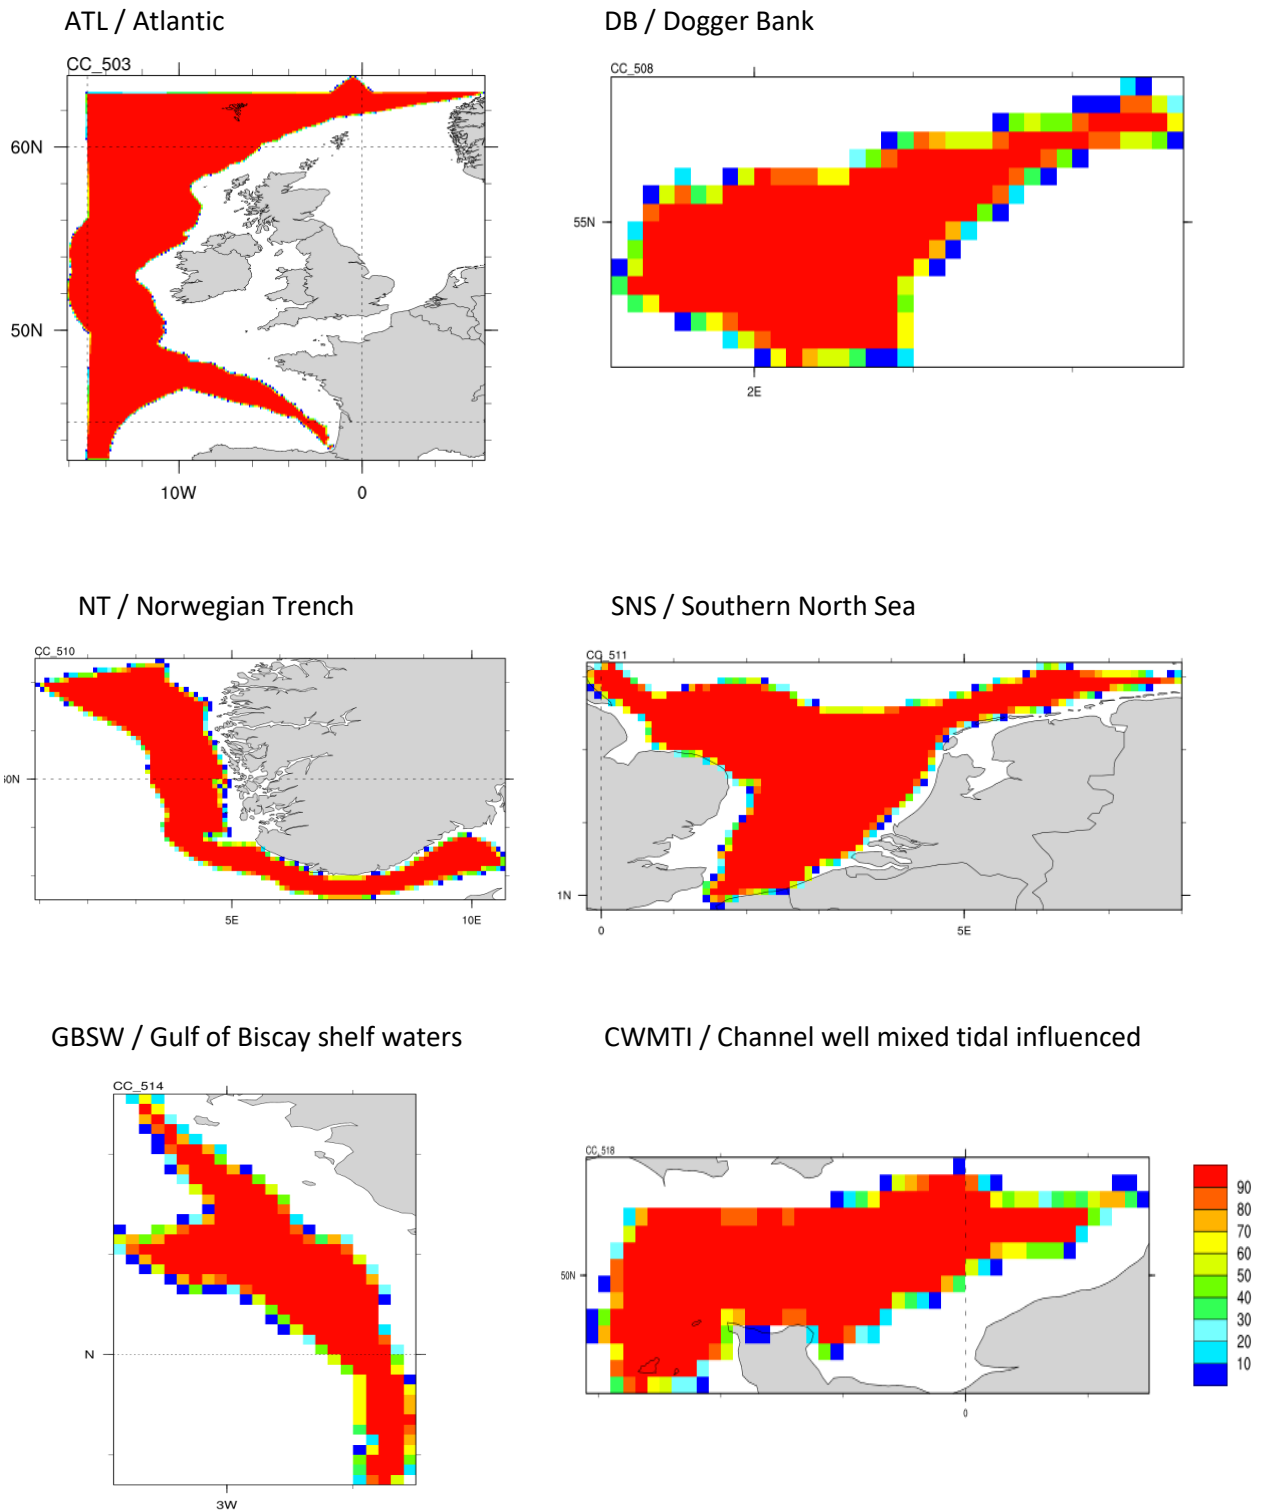 ATL / Atlantic
DB / Dogger Bank
CC_503
60N
50N
10W
0
CC_508
55N
2E
NT / Norwegian Trench
SNS / Southern North Sea
CC_510
60N
5E
10E
CC_511
1N
0
5E
GBSW / Gulf of Biscay shelf waters
CWMTI / Channel well mixed tidal influenced
CC_514
N
3W
CC_518
50N
0
90
80
70
60
50
40
30
20
10